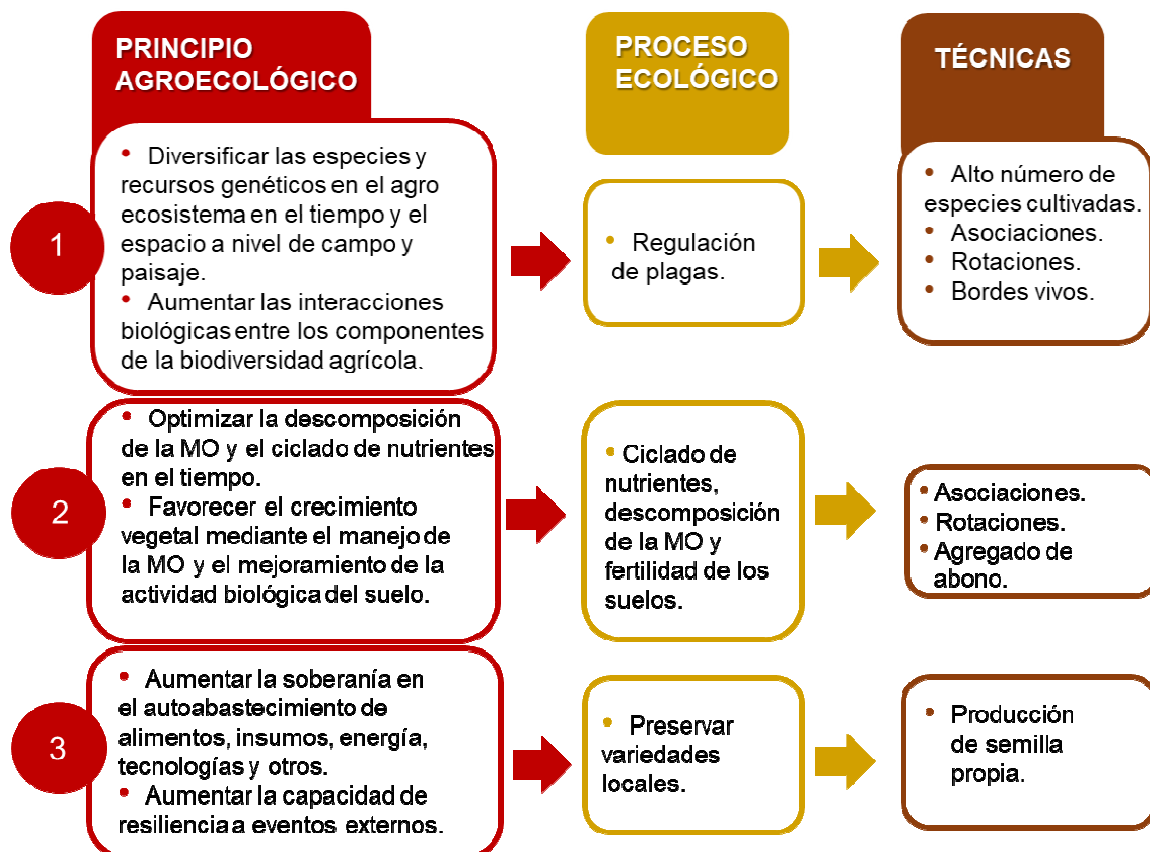 PRINCIPIO
AGROECOLÓGICO
PROCESO
ECOLÓGICO
TÉCNICAS
1
• Diversificar las especies y
recursos genéticos en el agro
ecosistema en el tiempo y el
espacio a nivel de campo y
paisaje.
• Aumentar las interacciones
biológicas entre los componentes
de la biodiversidad agrícola.
• Regulación
de plagas.
• Alto número de
especies cultivadas.
• Asociaciones.
• Rotaciones.
• Bordes vivos.
2
• Optimizar la descomposición
de la MO y el ciclado de nutrientes
en el tiempo.
• Favorecer el crecimiento
vegetal mediante el manejo de
la MO y el mejoramiento de la
actividad biológica del suelo.
• Ciclado de
nutrientes,
descomposición
de la MO y
fertilidad de los
suelos.
• Asociaciones.
• Rotaciones.
• Agregado de
abono.
3
• Aumentar la soberanía en
el autoabastecimiento de
alimentos, insumos, energía,
tecnologías y otros.
• Aumentar la capacidad de
resiliencia a eventos externos.
• Preservar
variedades
locales.
• Producción
de semilla
propia.